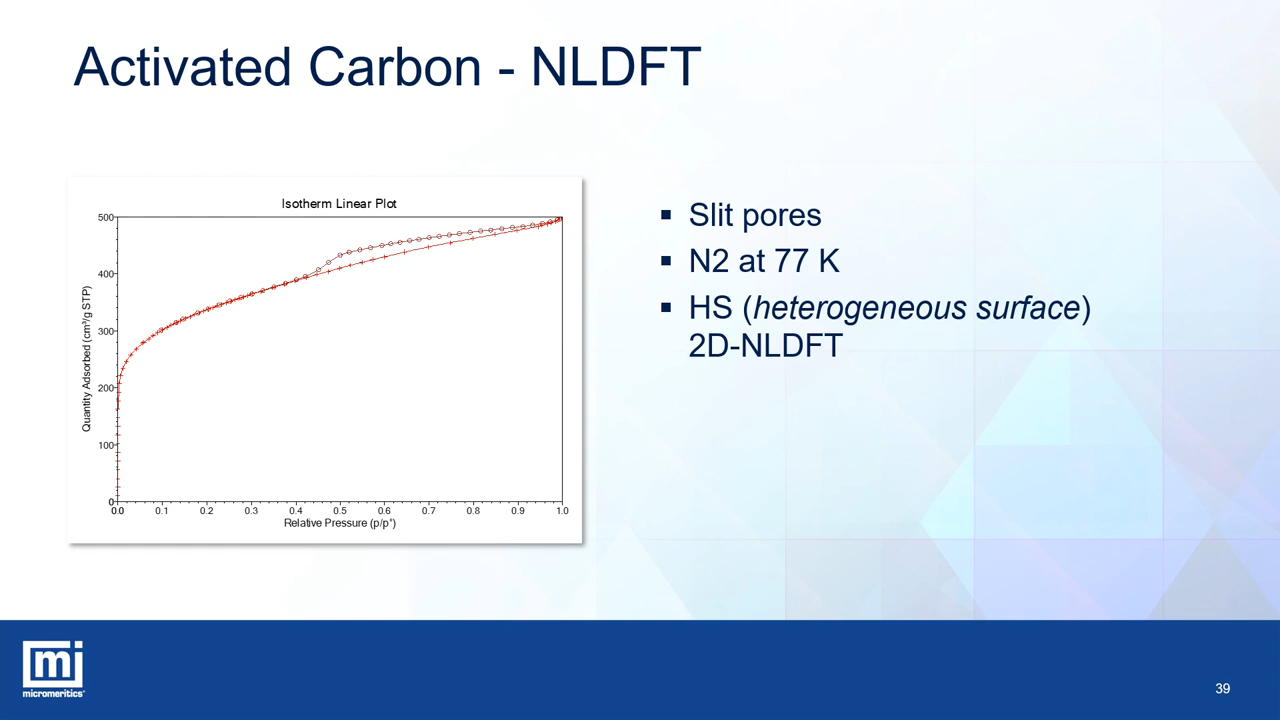 Activated Carbon - NLDFT
Isotherm Linear Plot
500
400
300
200
100
0
Quantity Adsorbed (cm³/g STP)
0.0 0.1 0.2 0.3 0.4 0.5 0.6 0.7 0.8 0.9 1.0
Relative Pressure (p/p°)
▪ Slit pores
▪ N2 at 77 K
▪ HS (heterogeneous surface)
2D-NLDFT
mi
micromeritics®
39